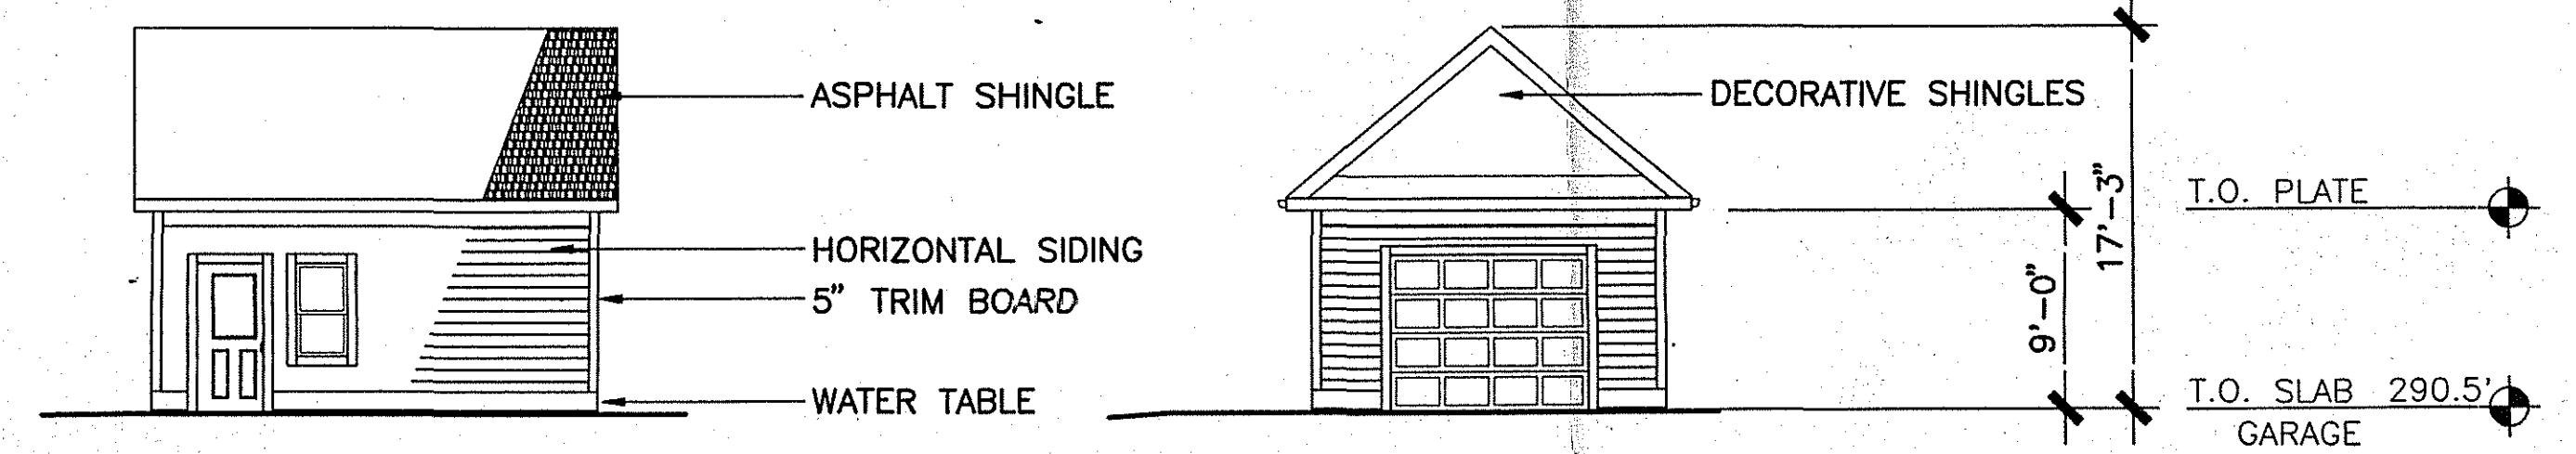 ASPHALT SHINGLE
HORIZONTAL SIDING
5" TRIM BOARD
WATER TABLE
DECORATIVE SHINGLES
9'-0"
17'-3"
T.O. PLATE
T.O. SLAB 290.5'
GARAGE